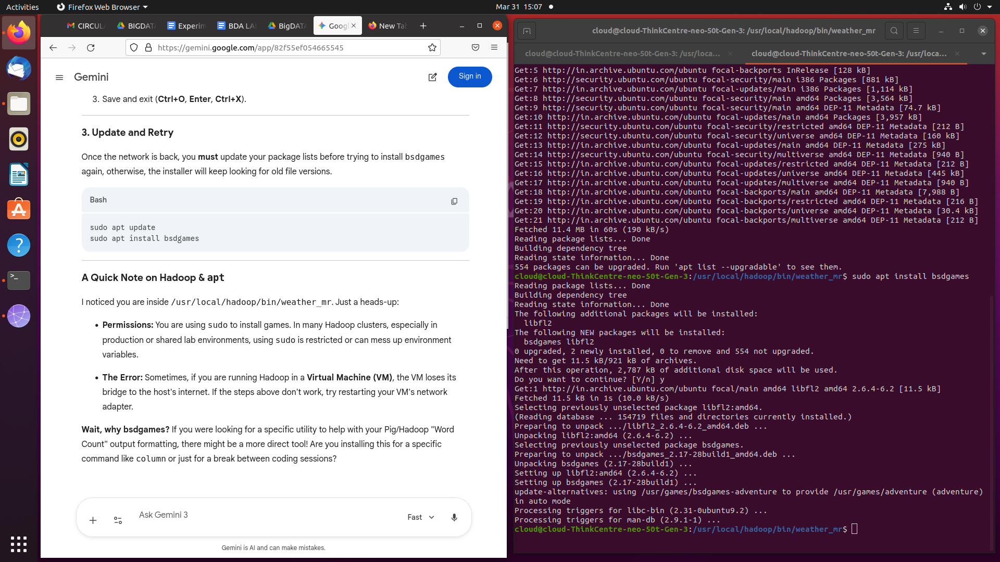 Activities
Firefox Web Browser
Mar 31 15:07
CIRCUL
BIGDAT
Experim
BDA LA
BigDATA
Googl
New Ta
https://gemini.google.com/app/82f55ef054665545
Gemini
Sign in
3. Save and exit (Ctrl+O, Enter, Ctrl+X).
3. Update and Retry
Once the network is back, you must update your package lists before trying to install bsdgames
again, otherwise, the installer will keep looking for old file versions.
Bash
sudo apt update
sudo apt install bsdgames
A Quick Note on Hadoop & apt
I noticed you are inside /usr/local/hadoop/bin/weather_mr. Just a heads-up:
• Permissions: You are using sudo to install games. In many Hadoop clusters, especially in
production or shared lab environments, using sudo is restricted or can mess up environment
variables.
• The Error: Sometimes, if you are running Hadoop in a Virtual Machine (VM), the VM loses its
bridge to the host's internet. If the steps above don't work, try restarting your VM's network
adapter.
Wait, why bsdgames? If you were looking for a specific utility to help with your Pig/Hadoop "Word
Count" output formatting, there might be a more direct tool! Are you installing this for a specific
command like column or just for a break between coding sessions?
Ask Gemini 3
Fast
Gemini is AI and can make mistakes.
cloud@cloud-ThinkCentre-neo-50t-Gen-3: /usr/local/hadoop/bin/weather_mr
cloud@cloud-ThinkCentre-neo-50t-Gen-3: /usr/loca...
cloud@cloud-ThinkCentre-neo-50t-Gen-3: /usr/loca...
Get:5 http://in.archive.ubuntu.com/ubuntu focal-backports InRelease [128 kB]
Get:6 http://security.ubuntu.com/ubuntu focal-security/main i386 Packages [881 kB]
Get:7 http://in.archive.ubuntu.com/ubuntu focal-updates/main i386 Packages [1,114 kB]
Get:8 http://security.ubuntu.com/ubuntu focal-security/main amd64 Packages [3,564 kB]
Get:9 http://security.ubuntu.com/ubuntu focal-security/main amd64 DEP-11 Metadata [74.7 kB]
Get:10 http://in.archive.ubuntu.com/ubuntu focal-updates/main amd64 Packages [3,957 kB]
Get:11 http://security.ubuntu.com/ubuntu focal-security/restricted amd64 DEP-11 Metadata [212 B]
Get:12 http://security.ubuntu.com/ubuntu focal-security/universe amd64 DEP-11 Metadata [160 kB]
Get:13 http://in.archive.ubuntu.com/ubuntu focal-updates/main amd64 DEP-11 Metadata [275 kB]
Get:14 http://security.ubuntu.com/ubuntu focal-security/multiverse amd64 DEP-11 Metadata [940 B]
Get:15 http://in.archive.ubuntu.com/ubuntu focal-updates/restricted amd64 DEP-11 Metadata [212 B]
Get:16 http://in.archive.ubuntu.com/ubuntu focal-updates/universe amd64 DEP-11 Metadata [445 kB]
Get:17 http://in.archive.ubuntu.com/ubuntu focal-updates/multiverse amd64 DEP-11 Metadata [940 B]
Get:18 http://in.archive.ubuntu.com/ubuntu focal-backports/main amd64 DEP-11 Metadata [7,988 B]
Get:19 http://in.archive.ubuntu.com/ubuntu focal-backports/restricted amd64 DEP-11 Metadata [216 B]
Get:20 http://in.archive.ubuntu.com/ubuntu focal-backports/universe amd64 DEP-11 Metadata [30.4 kB]
Get:21 http://in.archive.ubuntu.com/ubuntu focal-backports/multiverse amd64 DEP-11 Metadata [212 B]
Fetched 11.4 MB in 60s (190 kB/s)
Reading package lists... Done
Building dependency tree
Reading state information... Done
554 packages can be upgraded. Run 'apt list --upgradable' to see them.
cloud@cloud-ThinkCentre-neo-50t-Gen-3:/usr/local/hadoop/bin/weather_mr$ sudo apt install bsdgames
Reading package lists... Done
Building dependency tree
Reading state information... Done
The following additional packages will be installed:
libfl2
The following NEW packages will be installed:
bsdgames libfl2
0 upgraded, 2 newly installed, 0 to remove and 554 not upgraded.
Need to get 11.5 kB/921 kB of archives.
After this operation, 2,787 kB of additional disk space will be used.
Do you want to continue? [Y/n] y
Get:1 http://in.archive.ubuntu.com/ubuntu focal/main amd64 libfl2 amd64 2.6.4-6.2 [11.5 kB]
Fetched 11.5 kB in 1s (10.0 kB/s)
Selecting previously unselected package libfl2:amd64.
(Reading database ... 154719 files and directories currently installed.)
Preparing to unpack .../libfl2_2.6.4-6.2_amd64.deb ...
Unpacking libfl2:amd64 (2.6.4-6.2) ...
Selecting previously unselected package bsdgames.
Preparing to unpack .../bsdgames_2.17-28build1_amd64.deb ...
Unpacking bsdgames (2.17-28build1) ...
Setting up libfl2:amd64 (2.6.4-6.2) ...
Setting up bsdgames (2.17-28build1) ...
update-alternatives: using /usr/games/bsdgames-adventure to provide /usr/games/adventure (adventure)
in auto mode
Processing triggers for libc-bin (2.31-0ubuntu9.2) ...
Processing triggers for man-db (2.9.1-1) ...
cloud@cloud-ThinkCentre-neo-50t-Gen-3:/usr/local/hadoop/bin/weather_mr$